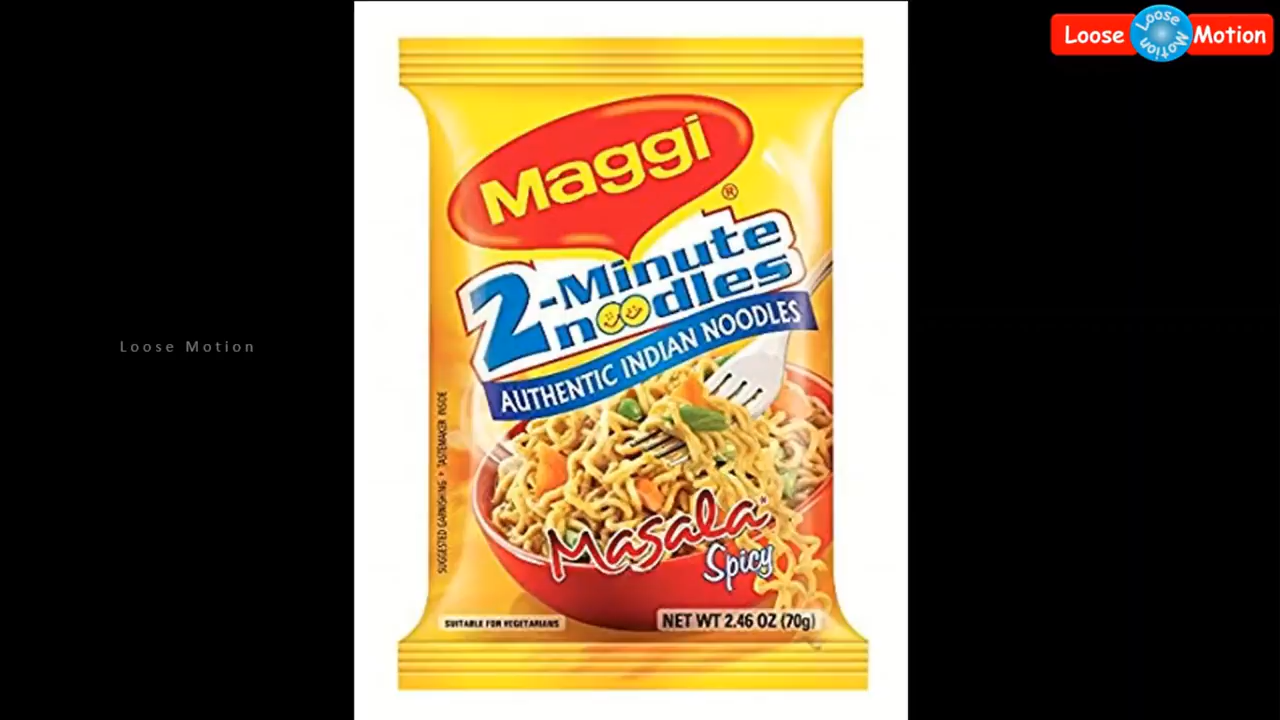 Loose Loose Motion Motion
Maggi
®
2-Minute
noodles
AUTHENTIC INDIAN NOODLES
Loose Motion
SUGGESTED GARNISHING • TASTEMAKER INSIDE
Masala
Spicy
SUITABLE FOR VEGETARIANS
NET WT 2.46 OZ (70g)